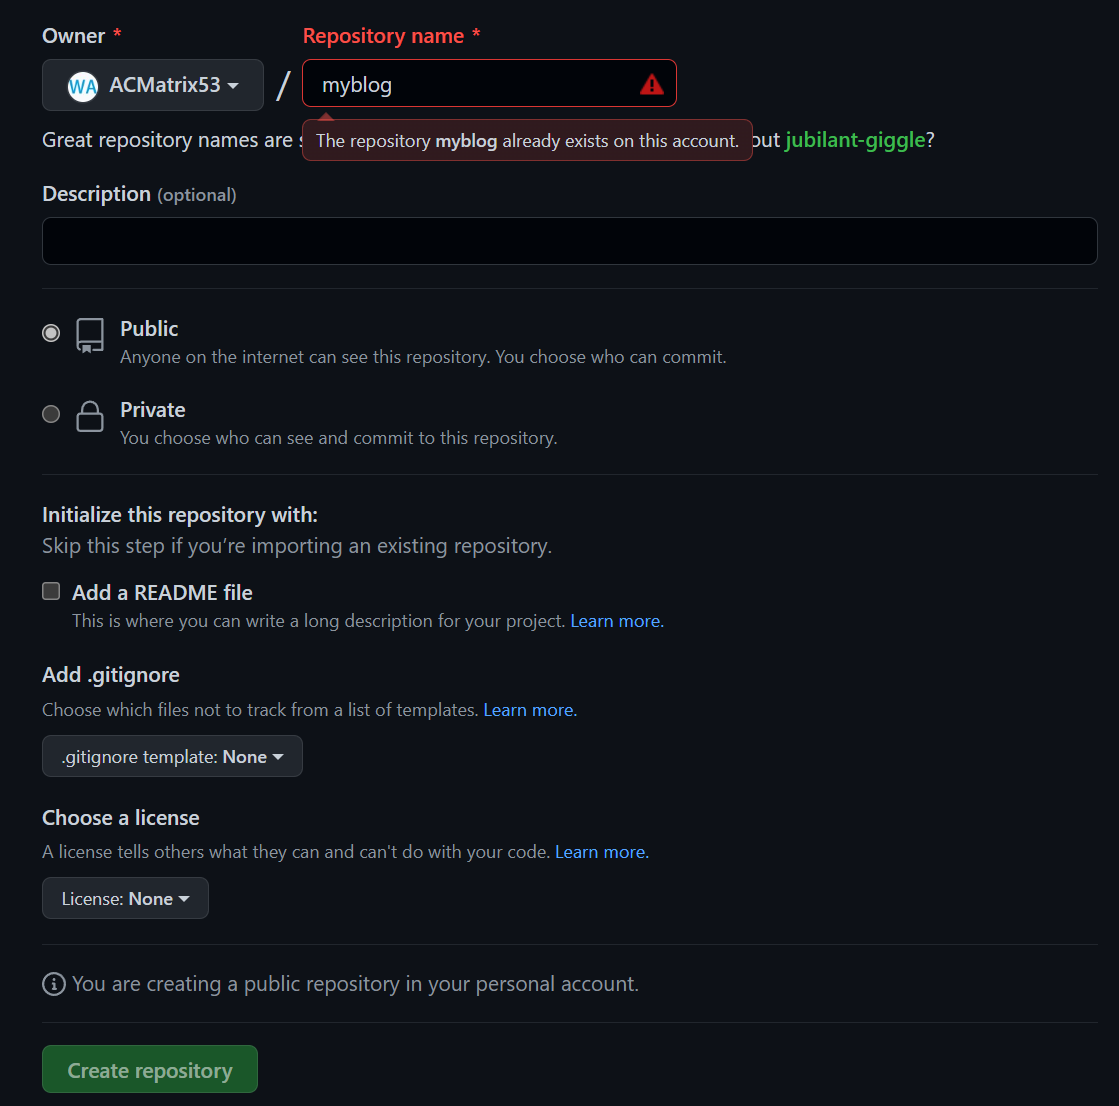 Owner *
Repository name *
WA ACMatrix53 / myblog
Great repository names are s
The repository myblog already exists on this account.
out jubilant-giggle?
Description (optional)
Public
Anyone on the internet can see this repository. You choose who can commit.
Private
You choose who can see and commit to this repository.
Initialize this repository with:
Skip this step if you’re importing an existing repository.
Add a README file
This is where you can write a long description for your project. Learn more.
Add .gitignore
Choose which files not to track from a list of templates. Learn more.
.gitignore template: None
Choose a license
A license tells others what they can and can't do with your code. Learn more.
License: None
You are creating a public repository in your personal account.
Create repository